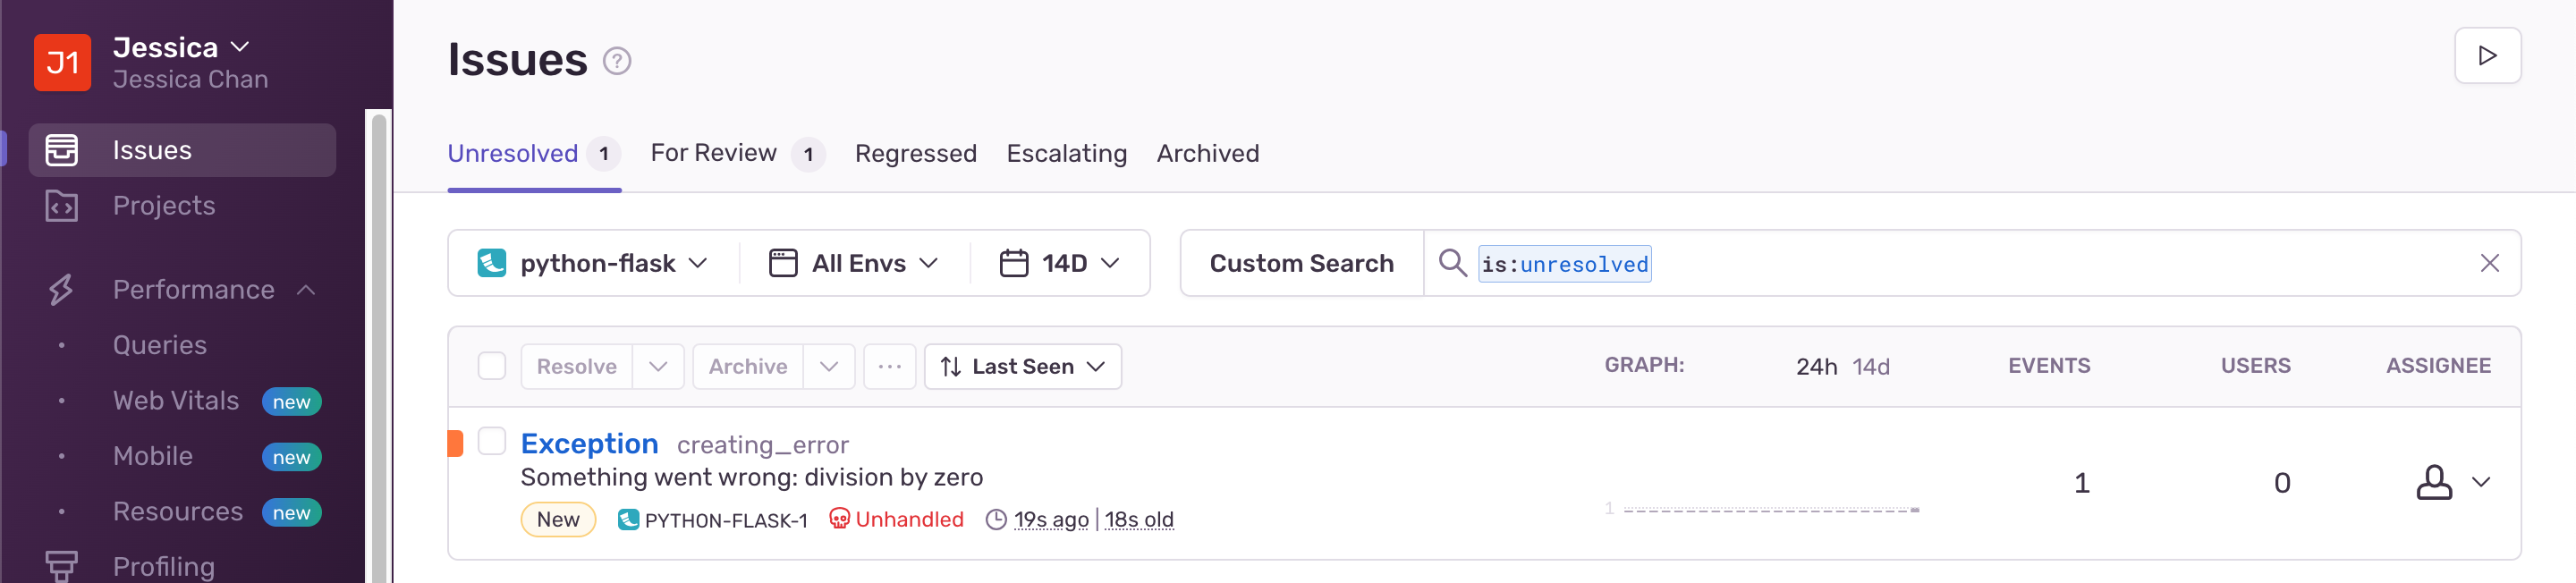 J1
Jessica
Jessica Chan
Issues
Projects
Performance
Queries
Web Vitals new
Mobile new
Resources new
Profiling
Issues ?
Unresolved 1 For Review 1 Regressed Escalating Archived
python-flask All Envs 14D Custom Search is:unresolved
Resolve Archive ... Last Seen GRAPH: 24h 14d EVENTS USERS ASSIGNEE
Exception creating_error
Something went wrong: division by zero
New PYTHON-FLASK-1 Unhandled 19s ago | 18s old
1
1 0